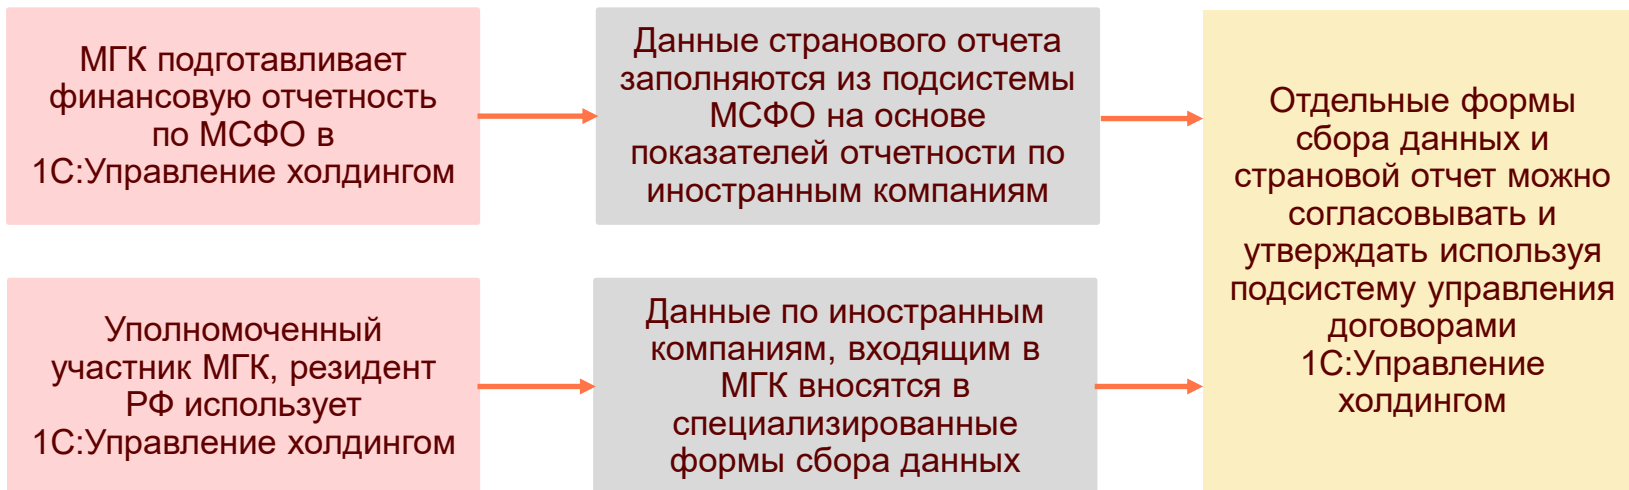 МГК подготавливает
финансовую отчетность
по МСФО в
1С:Управление холдингом
Данные странового отчета
заполняются из подсистемы
МСФО на основе
показателей отчетности по
иностранным компаниям
Отдельные формы
сбора данных и
страновой отчет можно
согласовывать и
утверждать используя
подсистему управления
договорами
1С:Управление
холдингом
Уполномоченный
участник МГК, резидент
РФ использует
1С:Управление холдингом
Данные по иностранным
компаниям, входящим в
МГК вносятся в
специализированные
формы сбора данных